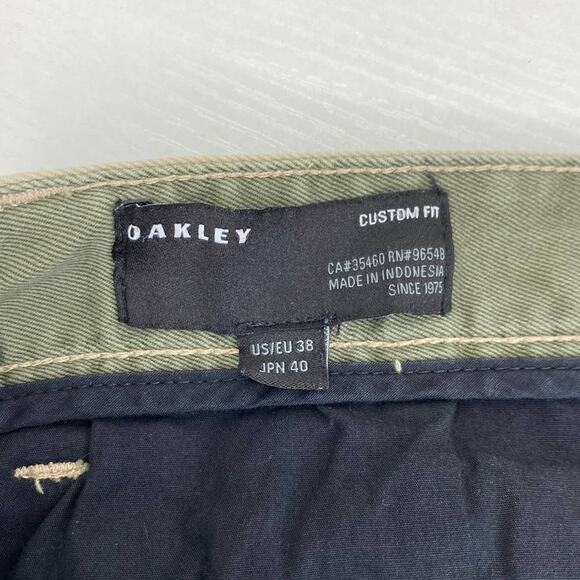 OAKLEY
CUSTOM FIT
CA#35460 RN#96548
MADE IN INDONESIA
SINCE 1975
US/EU 38
JPN 40